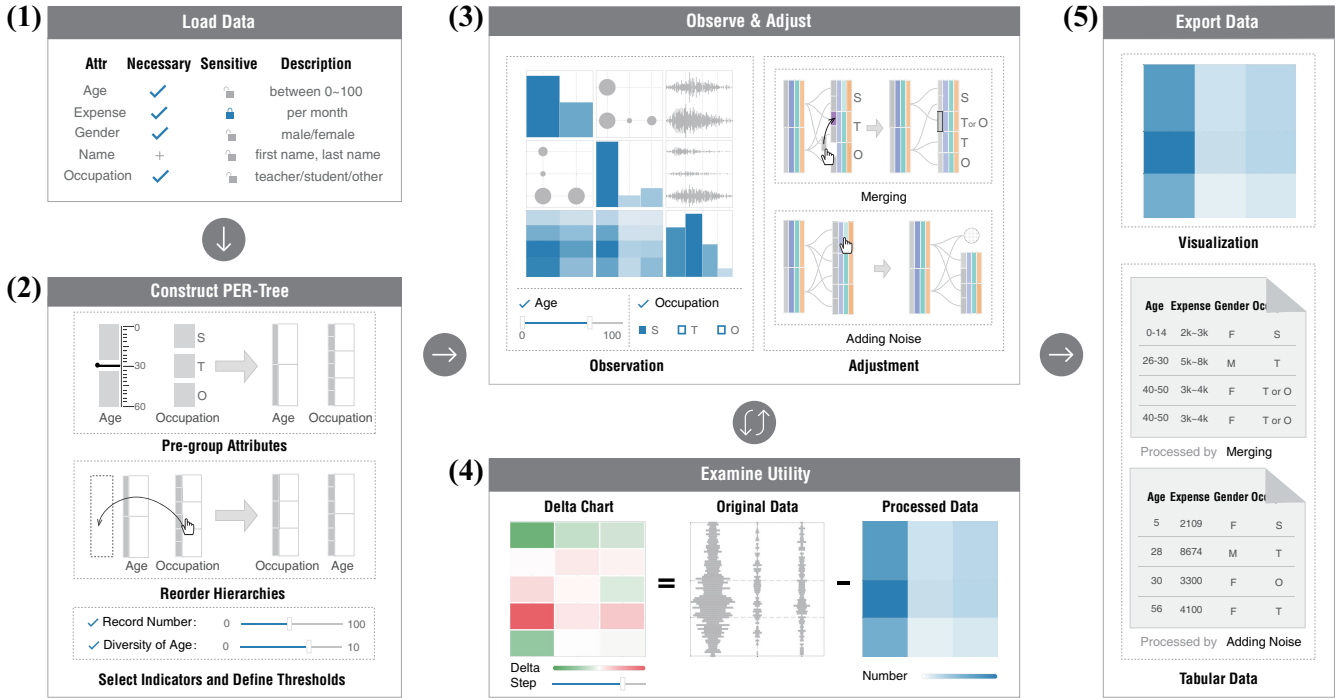 (1) Load Data
Attr Necessary Sensitive Description
Age between 0~100
Expense per month
Gender male/female
Name + first name, last name
Occupation teacher/student/other
(2) Construct PER-Tree
0
30
60
S
T
O
Age Occupation Age Occupation
Pre-group Attributes
Age Occupation Occupation Age
Reorder Hierarchies
Record Number: 0 100
Diversity of Age: 0 10
Select Indicators and Define Thresholds
(3) Observe & Adjust
Age
0 100
Occupation
S T O
Observation
S
T
O
S
T or O
T
O
Merging
Adding Noise
Adjustment
(4) Examine Utility
Delta Chart Original Data Processed Data
= -
Delta
Step
Number
(5) Export Data
Visualization
Age Expense Gender Occ
0-14 2k~3k F S
26-30 5k~8k M T
40-50 3k~4k F T or O
40-50 3k~4k F T or O
Processed by Merging
Age Expense Gender Occ
5 2109 F S
28 8674 M T
30 3300 F O
56 4100 F T
Processed by Adding Noise
Tabular Data